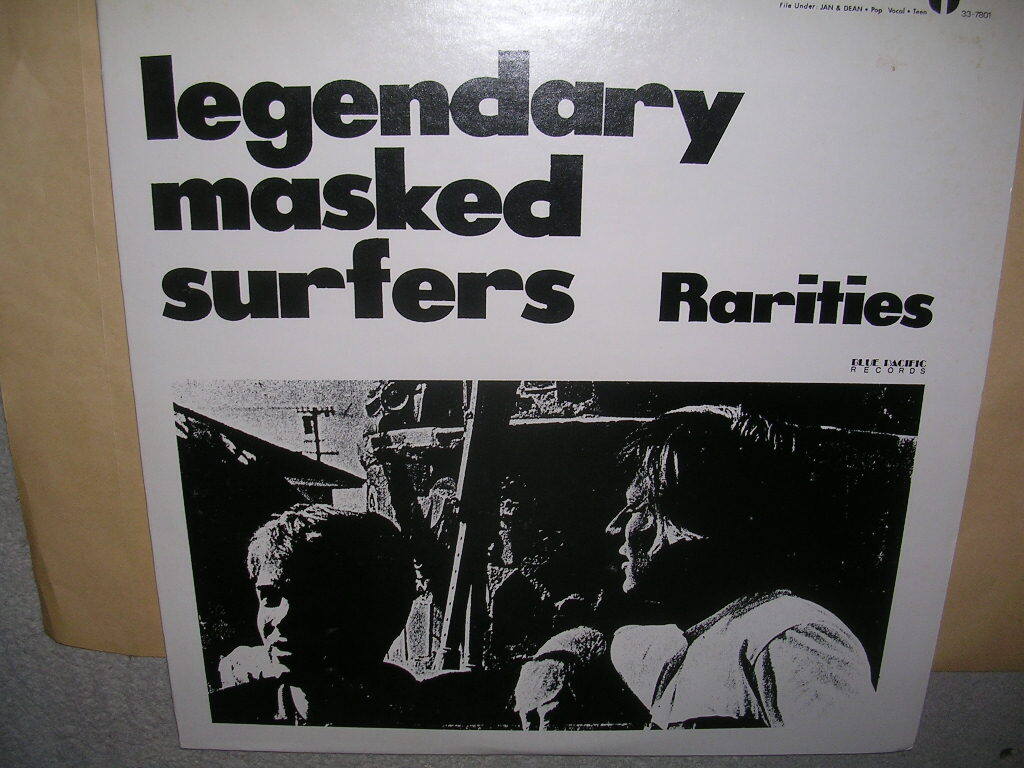 File Under: JAN & DEAN • Pop Vocal • Teen
33-7801
legendary
masked
surfers Rarities
BLUE PACIFIC
RECORDS